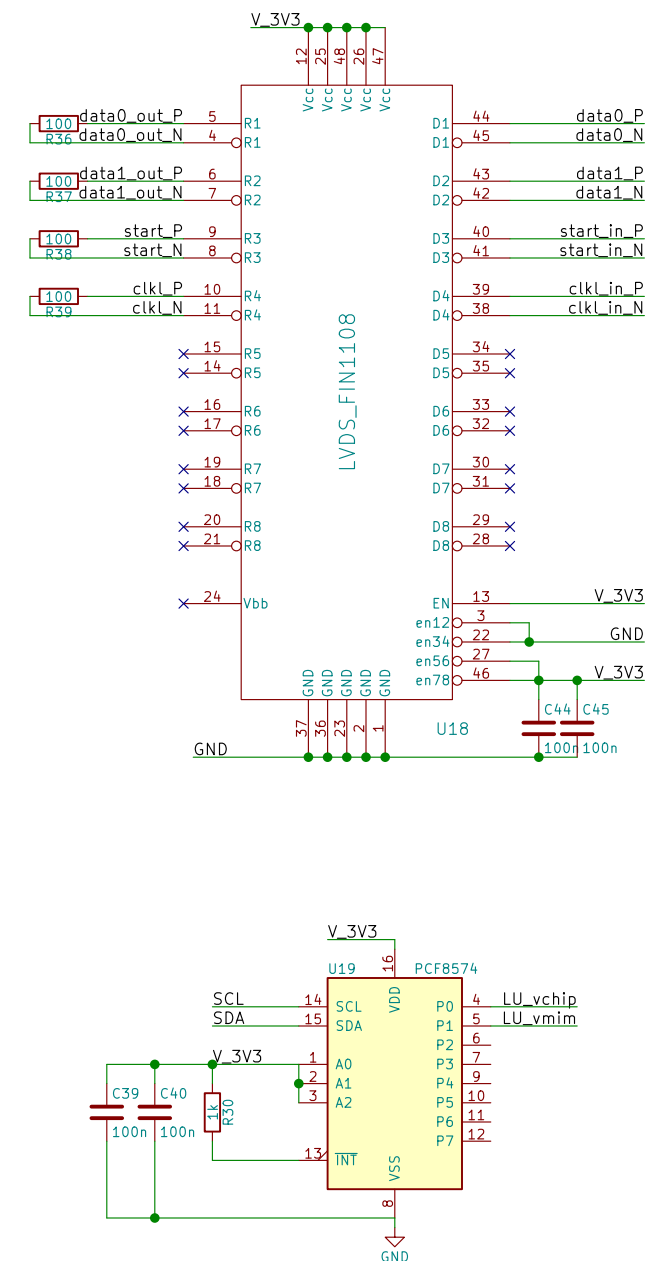 V_3V3
12 25 48 26 47
Vcc Vcc Vcc Vcc Vcc
100 data0_out_P 5 R1 D1 44 data0_P
R36 data0_out_N 4 R1 D1 45 data0_N
100 data1_out_P 6 R2 D2 43 data1_P
R37 data1_out_N 7 R2 D2 42 data1_N
100 start_P 9 R3 D3 40 start_in_P
R38 start_N 8 R3 D3 41 start_in_N
100 clkl_P 10 R4 D4 39 clkl_in_P
R39 clkl_N 11 R4 D4 38 clkl_in_N
LVDS_FIN1108
15 R5 D5 34
14 R5 D5 35
16 R6 D6 33
17 R6 D6 32
19 R7 D7 30
18 R7 D7 31
20 R8 D8 29
21 R8 D8 28
24 Vbb EN 13 V_3V3
en12 3
en34 22 GND
en56 27
en78 46 V_3V3
GND GND GND GND GND
37 36 23 2 1
U18
C44 C45
100n 100n
GND
V_3V3
16
U19 PCF8574
VDD
SCL 14 SCL P0 4 LU_vchip
SDA 15 SDA P1 5 LU_vmim
P2 6
V_3V3 1 A0 P3 7
2 A1 P4 9
3 A2 P5 10
P6 11
P7 12
C39 C40
100n 100n
1k R30
13 INT
VSS
8
GND